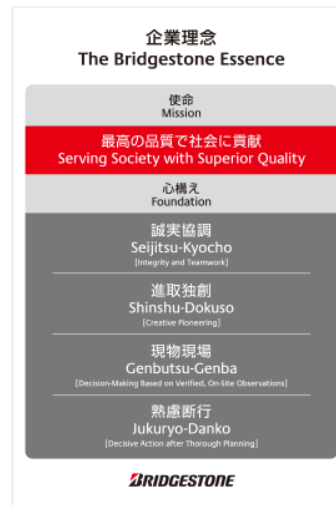 企業理念
The Bridgestone Essence
使命
Mission
最高の品質で社会に貢献
Serving Society with Superior Quality
心構え
Foundation
誠実協調
Seijitsu-Kyocho
[Integrity and Teamwork]
進取独創
Shinshu-Dokuso
[Creative Pioneering]
現物現場
Genbutsu-Genba
[Decision-Making Based on Verified, On-Site Observations]
熟慮断行
Jukuryo-Danko
[Decisive Action after Thorough Planning]
BRIDGESTONE